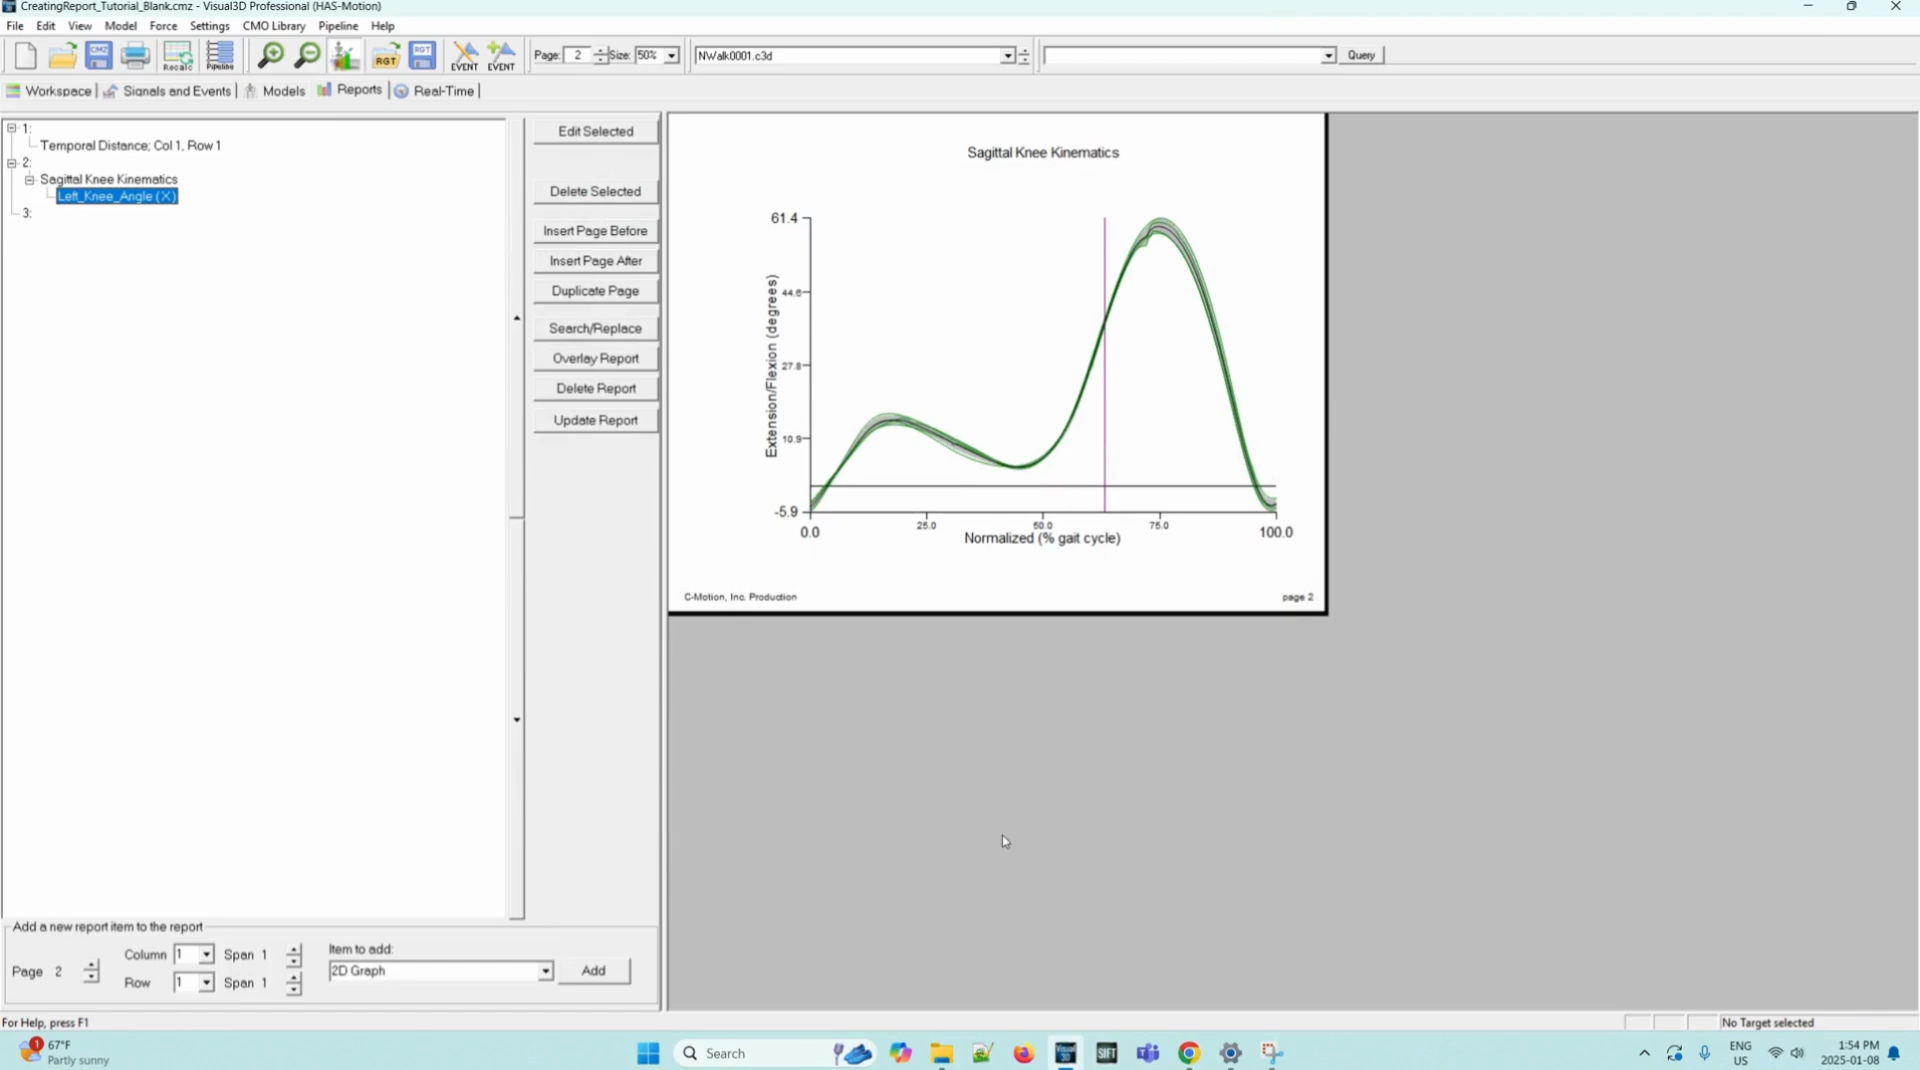 CreatingReport_Tutorial_Blank.cmz - Visual3D Professional (HAS-Motion)
File Edit View Model Force Settings CMO Library Pipeline Help
CMZ Recalc Pipeline RGT RGT EVENT EVENT Page: 2 Size: 50% NWalk0001.c3d Query
Workspace Signals and Events Models Reports Real-Time
1:
Temporal Distance; Col 1, Row 1
2:
Sagittal Knee Kinematics
Left_Knee_Angle (X)
3:
Edit Selected
Delete Selected
Insert Page Before
Insert Page After
Duplicate Page
Search/Replace
Overlay Report
Delete Report
Update Report
Sagittal Knee Kinematics
61.4
44.6
27.8
10.9
-5.9
Extension/Flexion (degrees)
0.0 25.0 50.0 75.0 100.0
Normalized (% gait cycle)
C-Motion, Inc. Production page 2
Add a new report item to the report
Page 2
Column 1 Span 1
Row 1 Span 1
Item to add:
2D Graph Add
For Help, press F1 No Target selected
1
67°F
Partly sunny
Search
Visual 3D
SIFT
ENG
US
1:54 PM
2025-01-08